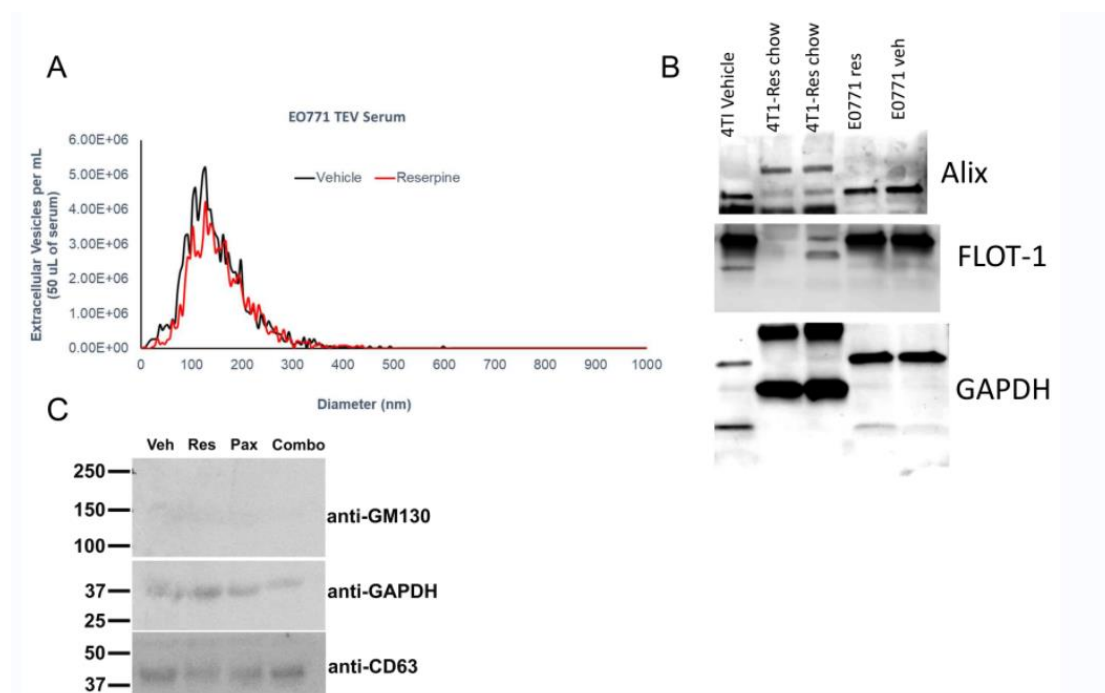 A
EO771 TEV Serum
Extracellular Vesicles per mL
(50 uL of serum)
6.00E+06
5.00E+06
4.00E+06
3.00E+06
2.00E+06
1.00E+06
0.00E+00
Vehicle
Reserpine
0 100 200 300 400 500 600 700 800 900 1000
Diameter (nm)
B
4TI Vehicle
4T1-Res chow
4T1-Res chow
E0771 res
E0771 veh
Alix
FLOT-1
GAPDH
C
Veh Res Pax Combo
250
150
100
anti-GM130
37
25
anti-GAPDH
50
37
anti-CD63